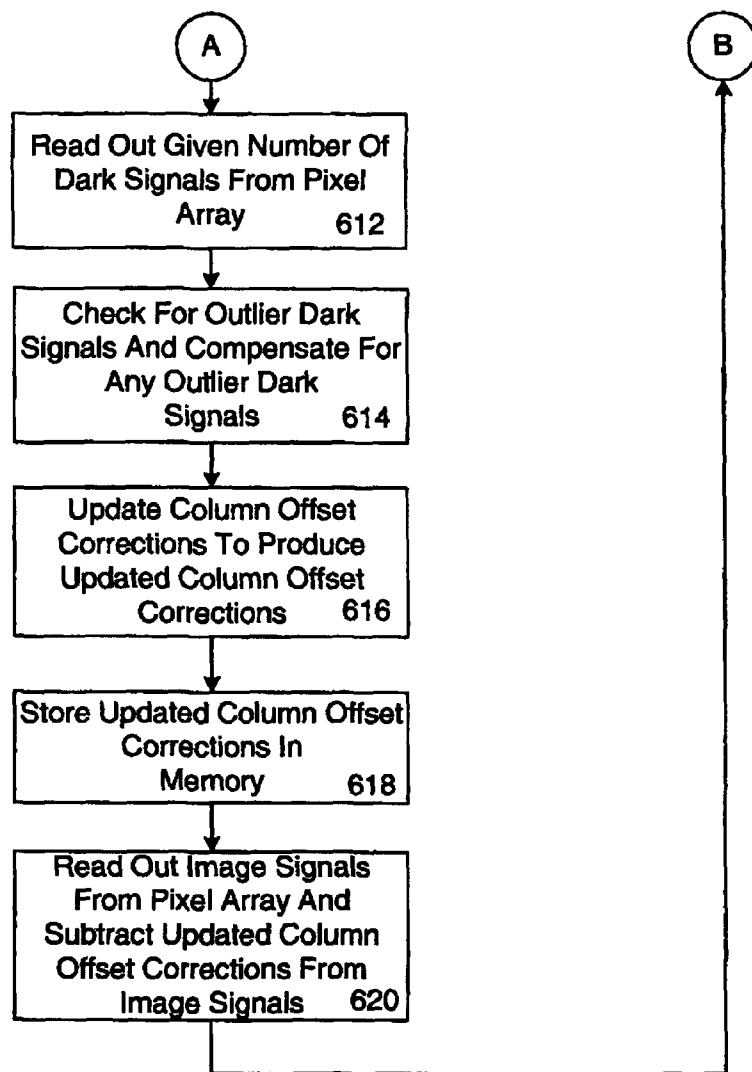 A
B
Read Out Given Number Of
Dark Signals From Pixel
Array 612
Check For Outlier Dark
Signals And Compensate For
Any Outlier Dark
Signals 614
Update Column Offset
Corrections To Produce
Updated Column Offset
Corrections 616
Store Updated Column Offset
Corrections In
Memory 618
Read Out Image Signals
From Pixel Array And
Subtract Updated Column
Offset Corrections From
Image Signals 620